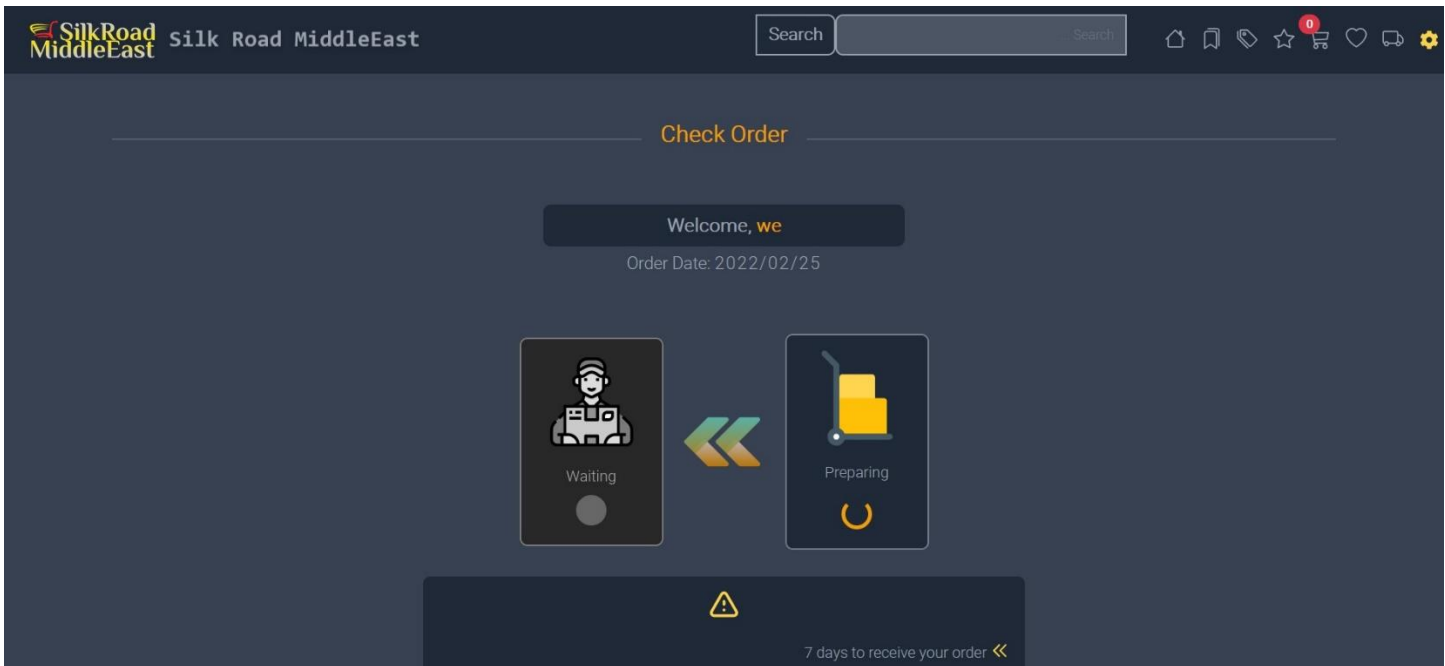 SilkRoad
MiddleEast
Silk Road MiddleEast
Search
Search
0
Check Order
Welcome, we
Order Date: 2022/02/25
Waiting
Preparing
7 days to receive your order